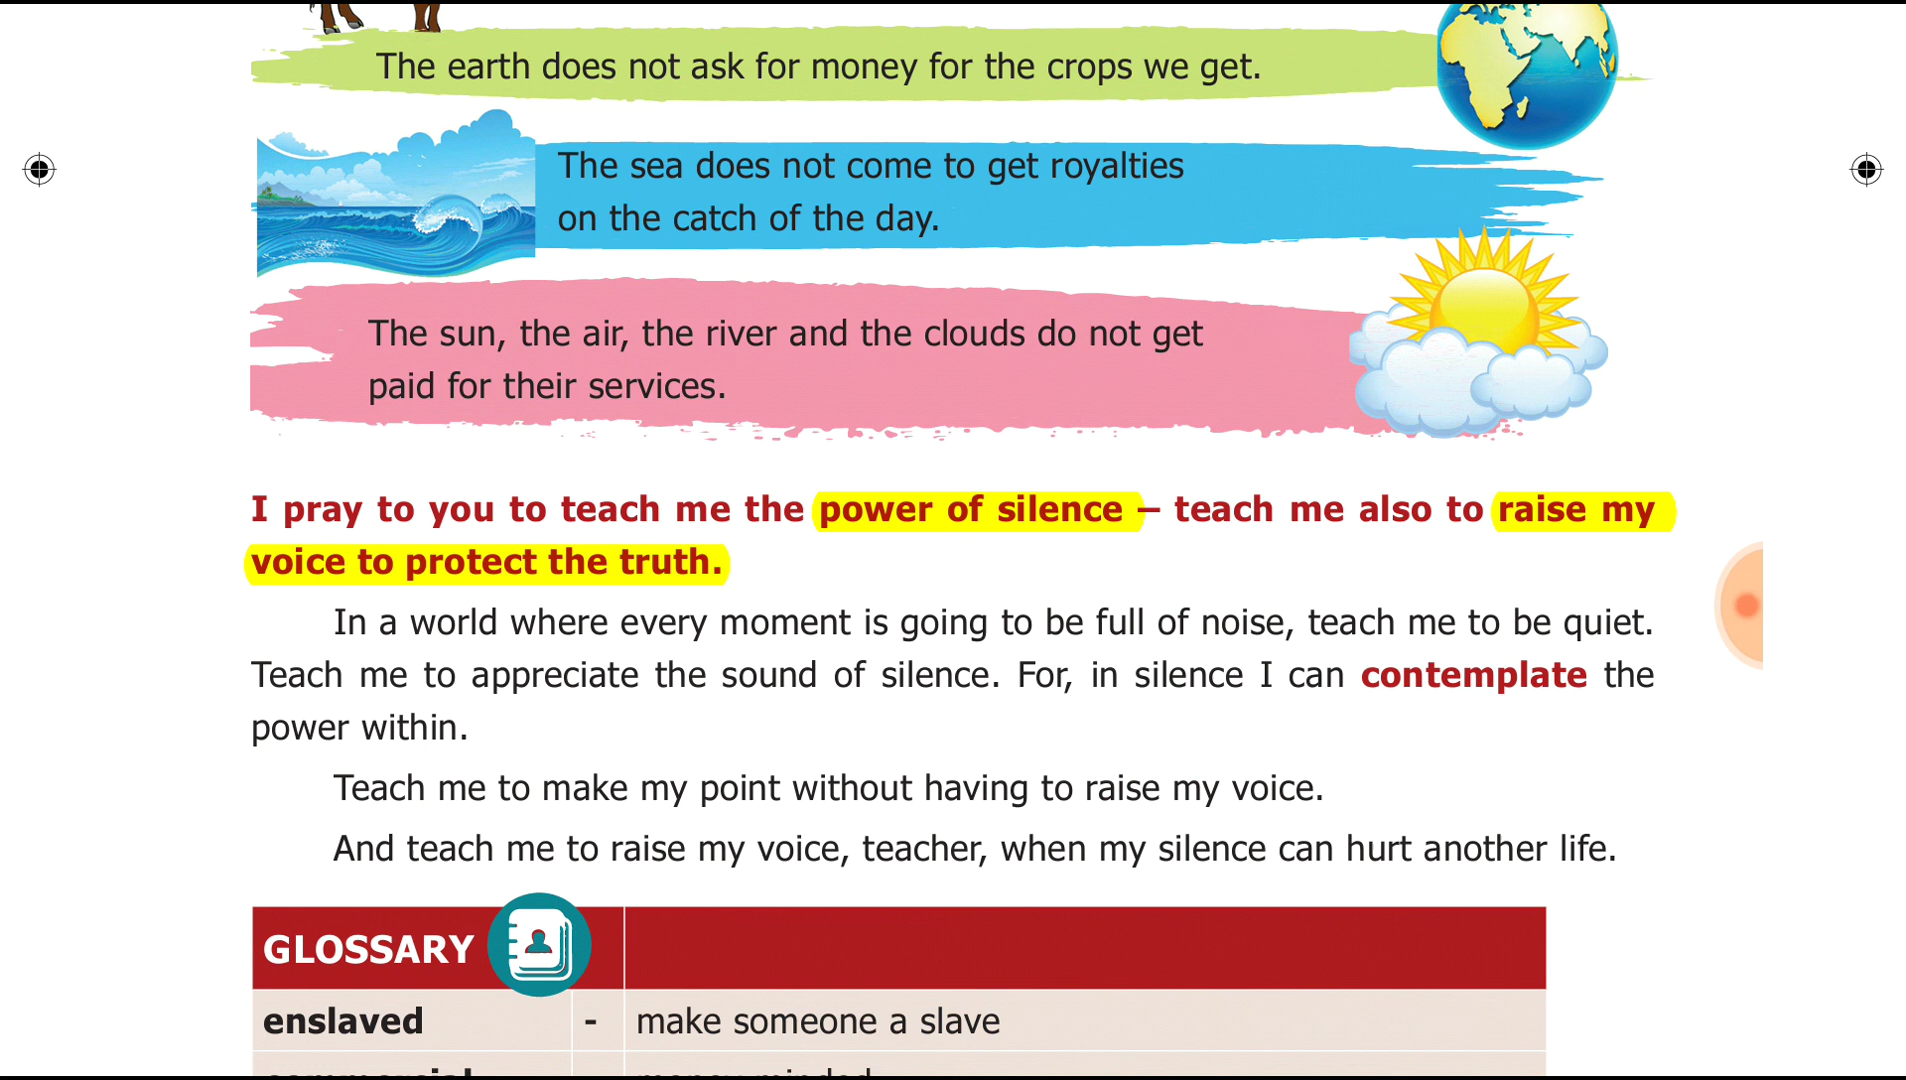 The earth does not ask for money for the crops we get.
The sea does not come to get royalties
on the catch of the day.
The sun, the air, the river and the clouds do not get
paid for their services.
I pray to you to teach me the power of silence – teach me also to raise my
voice to protect the truth.
In a world where every moment is going to be full of noise, teach me to be quiet.
Teach me to appreciate the sound of silence. For, in silence I can contemplate the
power within.
Teach me to make my point without having to raise my voice.
And teach me to raise my voice, teacher, when my silence can hurt another life.
GLOSSARY
enslaved - make someone a slave